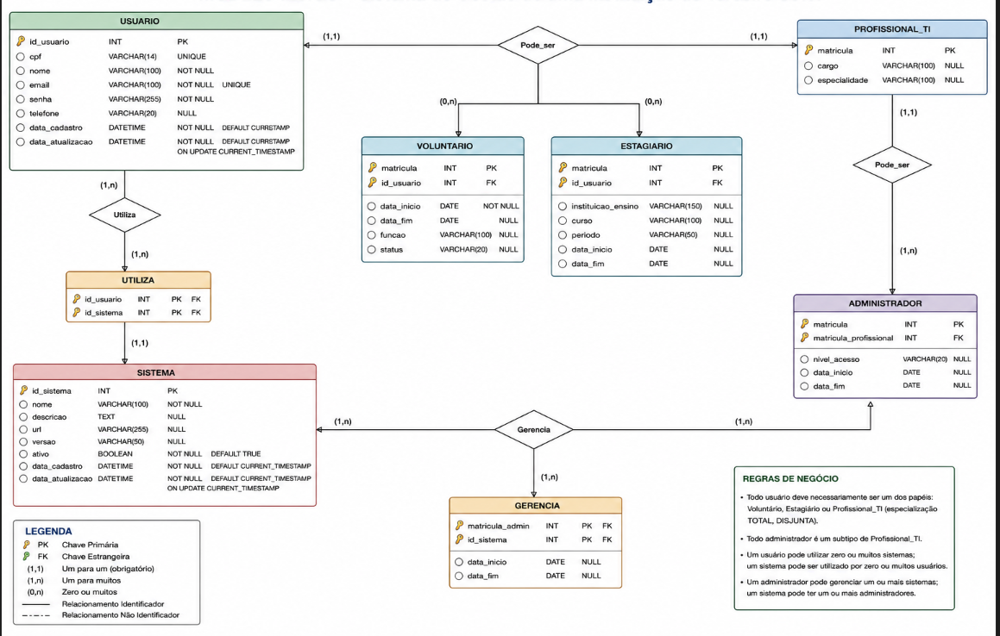 USUARIO
id_usuario INT PK
cpf VARCHAR(14) UNIQUE
nome VARCHAR(100) NOT NULL
email VARCHAR(100) NOT NULL UNIQUE
senha VARCHAR(255) NOT NULL
telefone VARCHAR(20) NULL
data_cadastro DATETIME NOT NULL DEFAULT CURRSTAMP
data_atualizacao DATETIME NOT NULL DEFAULT CURRSTAMP
ON UPDATE CURRENT_TIMESTAMP
(1,1)
Pode_ser
(1,1)
PROFISSIONAL_TI
matricula INT PK
cargo VARCHAR(100) NULL
especialidade VARCHAR(100) NULL
(0,n)
(0,n)
VOLUNTARIO
matricula INT PK
id_usuario INT FK
data_inicio DATE NOT NULL
data_fim DATE NULL
funcao VARCHAR(100) NULL
status VARCHAR(20) NULL
ESTAGIARIO
matricula INT PK
id_usuario INT FK
instituicao_ensino VARCHAR(150) NULL
curso VARCHAR(100) NULL
periodo VARCHAR(50) NULL
data_inicio DATE NULL
data_fim DATE NULL
(1,1)
Pode_ser
(1,n)
(1,n)
Utiliza
(1,n)
UTILIZA
id_usuario INT PK FK
id_sistema INT PK FK
(1,1)
ADMINISTRADOR
matricula INT PK
matricula_profissional INT FK
nivel_acesso VARCHAR(20) NULL
data_inicio DATE NULL
data_fim DATE NULL
SISTEMA
id_sistema INT PK
nome VARCHAR(100) NOT NULL
descricao TEXT NULL
url VARCHAR(255) NULL
versao VARCHAR(50) NULL
ativo BOOLEAN NOT NULL DEFAULT TRUE
data_cadastro DATETIME NOT NULL DEFAULT CURRENT_TIMESTAMP
data_atualizacao DATETIME NOT NULL DEFAULT CURRENT_TIMESTAMP
ON UPDATE CURRENT_TIMESTAMP
(1,n)
Gerencia
(1,n)
(1,n)
GERENCIA
matricula_admin INT PK FK
id_sistema INT PK FK
data_inicio DATE NULL
data_fim DATE NULL
LEGENDA
PK Chave Primária
FK Chave Estrangeira
(1,1) Um para um (obrigatório)
(1,n) Um para muitos
(0,n) Zero ou muitos
Relacionamento Identificador
Relacionamento Não Identificador
REGRAS DE NEGÓCIO
• Todo usuário deve necessariamente ser um dos papéis:
Voluntário, Estagiário ou Profissional_TI (especialização
TOTAL, DISJUNTA).
• Todo administrador é um subtipo de Profissional_TI.
• Um usuário pode utilizar zero ou muitos sistemas;
um sistema pode ser utilizado por zero ou muitos usuários.
• Um administrador pode gerenciar um ou mais sistemas;
um sistema pode ter um ou mais administradores.